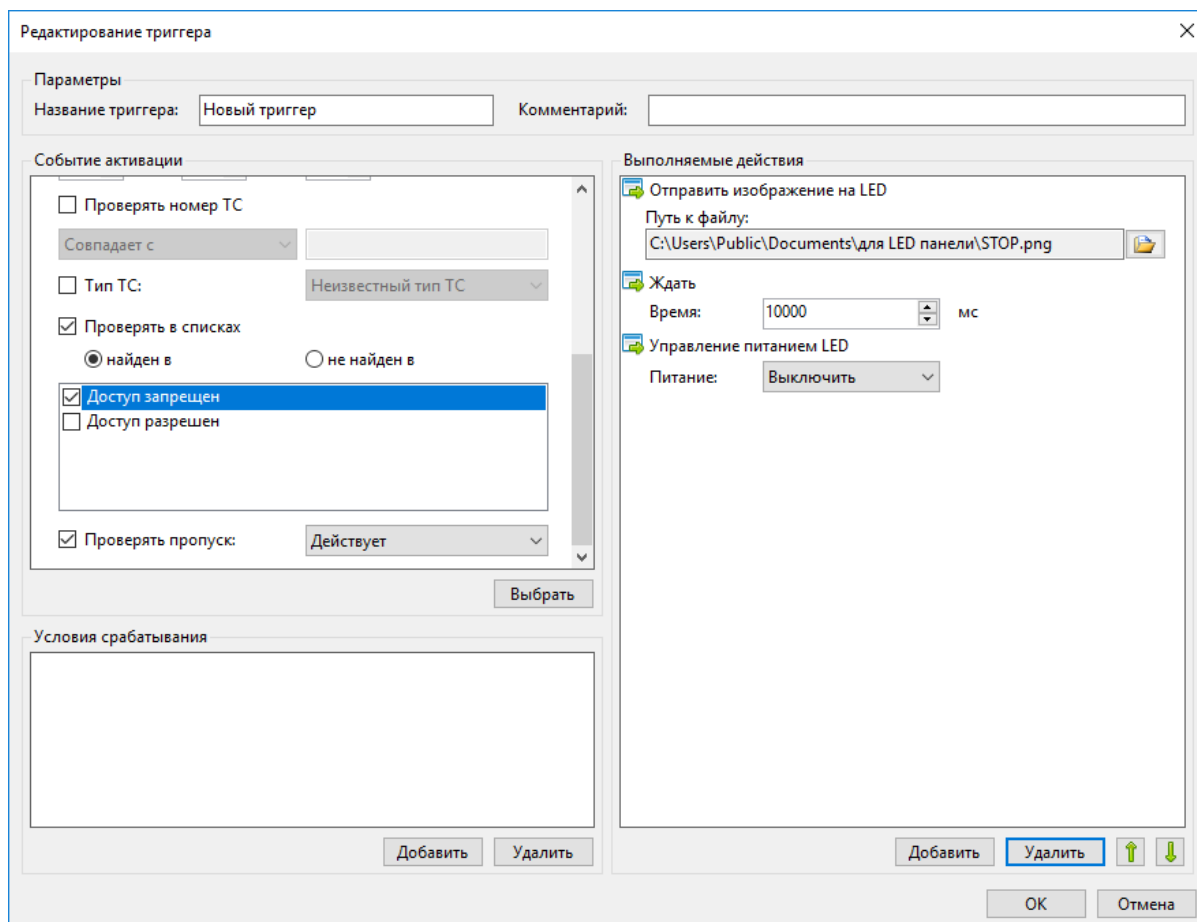 Редактирование триггера
Параметры
Название триггера: Новый триггер Комментарий:
Событие активации
Проверять номер ТС
Совпадает с
Тип ТС: Неизвестный тип ТС
Проверять в списках
найден в не найден в
Доступ запрещен
Доступ разрешен
Проверять пропуск: Действует
Выбрать
Условия срабатывания
Добавить Удалить
Выполняемые действия
Отправить изображение на LED
Путь к файлу:
C:\Users\Public\Documents\для LED панели\STOP.png
Ждать
Время: 10000 мс
Управление питанием LED
Питание: Выключить
Добавить Удалить
OK Отмена